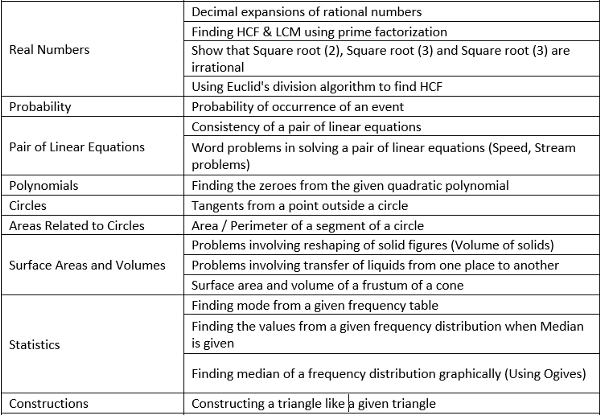 Decimal expansions of rational numbers
Real Numbers
Finding HCF & LCM using prime factorization
Show that Square root (2), Square root (3) and Square root (3) are
irrational
Using Euclid's division algorithm to find HCF
Probability
Probability of occurrence of an event
Pair of Linear Equations
Consistency of a pair of linear equations
Word problems in solving a pair of linear equations (Speed, Stream
problems)
Polynomials
Finding the zeroes from the given quadratic polynomial
Circles
Tangents from a point outside a circle
Areas Related to Circles
Area / Perimeter of a segment of a circle
Surface Areas and Volumes
Problems involving reshaping of solid figures (Volume of solids)
Problems involving transfer of liquids from one place to another
Surface area and volume of a frustum of a cone
Statistics
Finding mode from a given frequency table
Finding the values from a given frequency distribution when Median
is given
Finding median of a frequency distribution graphically (Using Ogives)
Constructions
Constructing a triangle like a given triangle